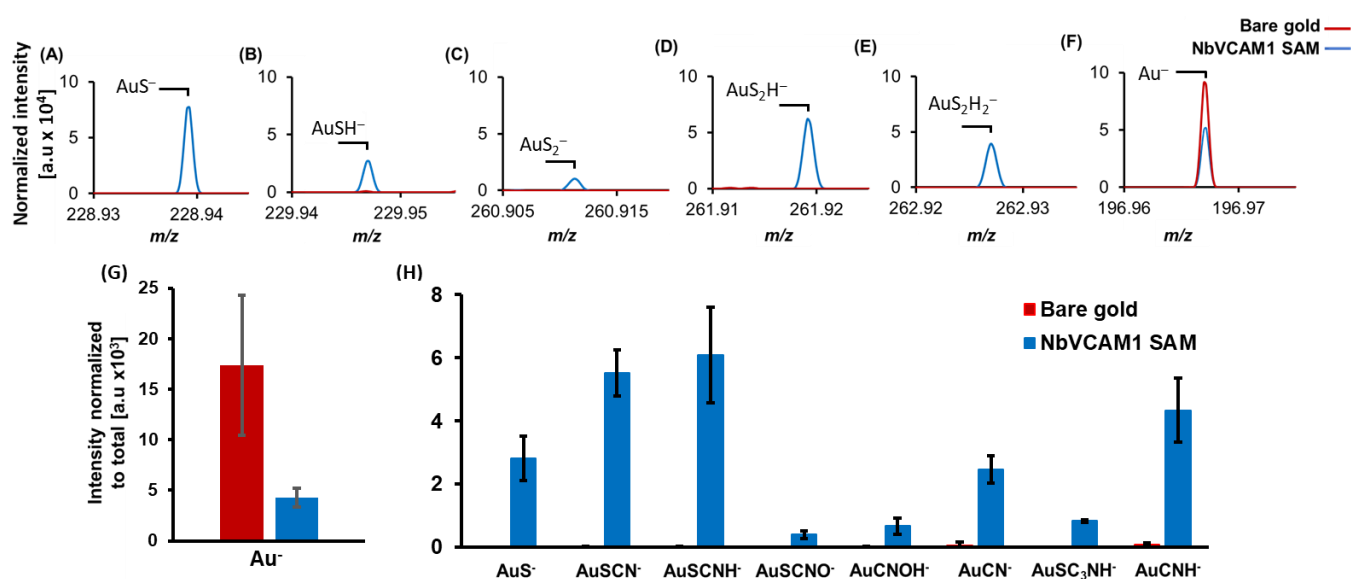 Bare gold
NbVCAM1 SAM
Normalized intensity
[a.u x 10⁴]
(A)
AuS⁻
10
5
0
228.93 228.94
m/z
(B)
AuSH⁻
10
5
0
229.94 229.95
m/z
(C)
AuS₂⁻
10
5
0
260.905 260.915
m/z
(D)
AuS₂H⁻
10
5
0
261.91 261.92
m/z
(E)
AuS₂H₂⁻
10
5
0
262.92 262.93
m/z
(F)
Au⁻
10
5
0
196.96 196.97
m/z
(G)
Intensity normalized
to total [a.u x10³]
25
20
15
10
5
0
Au⁻
(H)
8
6
4
2
0
Bare gold
NbVCAM1 SAM
AuS⁻ AuSCN⁻ AuSCNH⁻ AuSCNO⁻ AuCNOH⁻ AuCN⁻ AuSC₃NH⁻ AuCNH⁻